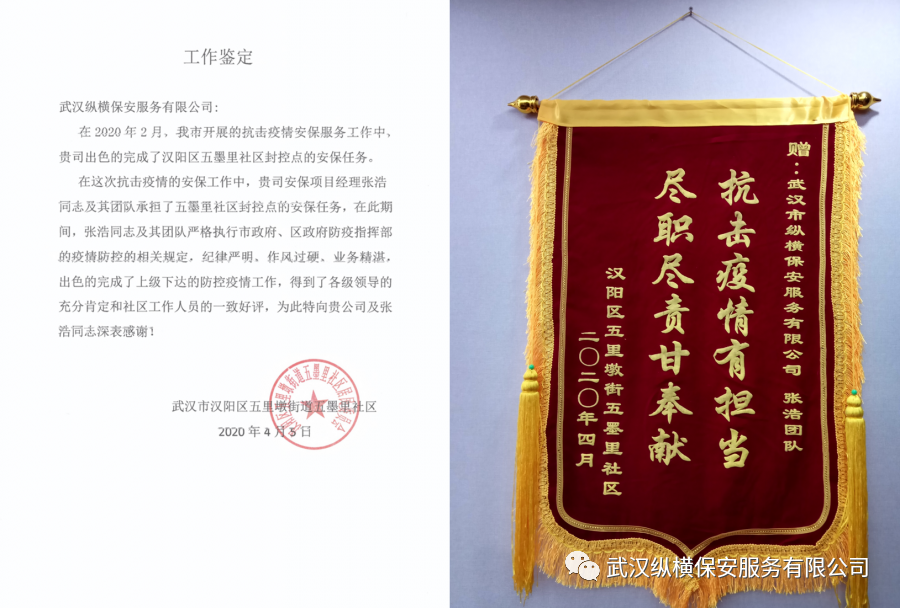 工作鉴定
武汉纵横保安服务有限公司:
在2020年2月,我市开展的抗击疫情安保服务工作中,
贵司出色的完成了汉阳区五墨里社区封控点的安保任务。
在这次抗击疫情的安保工作中,贵司安保项目经理张浩
同志及其团队承担了五墨里社区封控点的安保任务,在此期
间,张浩同志及其团队严格执行市政府、区政府防疫指挥部
的疫情防控的相关规定,纪律严明、作风过硬、业务精湛,
出色的完成了上级下达的防控疫情工作,得到了各级领导的
充分肯定和社区工作人员的一致好评,为此特向贵公司及张
浩同志深表感谢!
武汉市汉阳区五里墩街道五墨里社区
2020年4月5日
赠:武汉市纵横保安服务有限公司 张浩团队
抗击疫情有担当
尽职尽责甘奉献
汉阳区五里墩街五墨里社区
二〇二〇年四月
武汉纵横保安服务有限公司